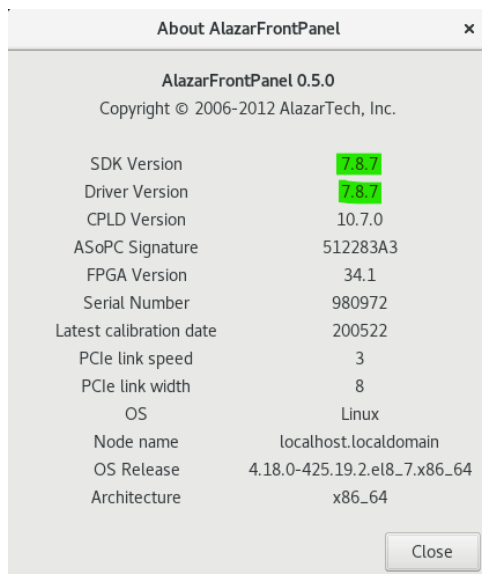 About AlazarFrontPanel ×
AlazarFrontPanel 0.5.0
Copyright © 2006-2012 AlazarTech, Inc.
SDK Version 7.8.7
Driver Version 7.8.7
CPLD Version 10.7.0
ASoPC Signature 512283A3
FPGA Version 34.1
Serial Number 980972
Latest calibration date 200522
PCIe link speed 3
PCIe link width 8
OS Linux
Node name localhost.localdomain
OS Release 4.18.0-425.19.2.el8_7.x86_64
Architecture x86_64
Close